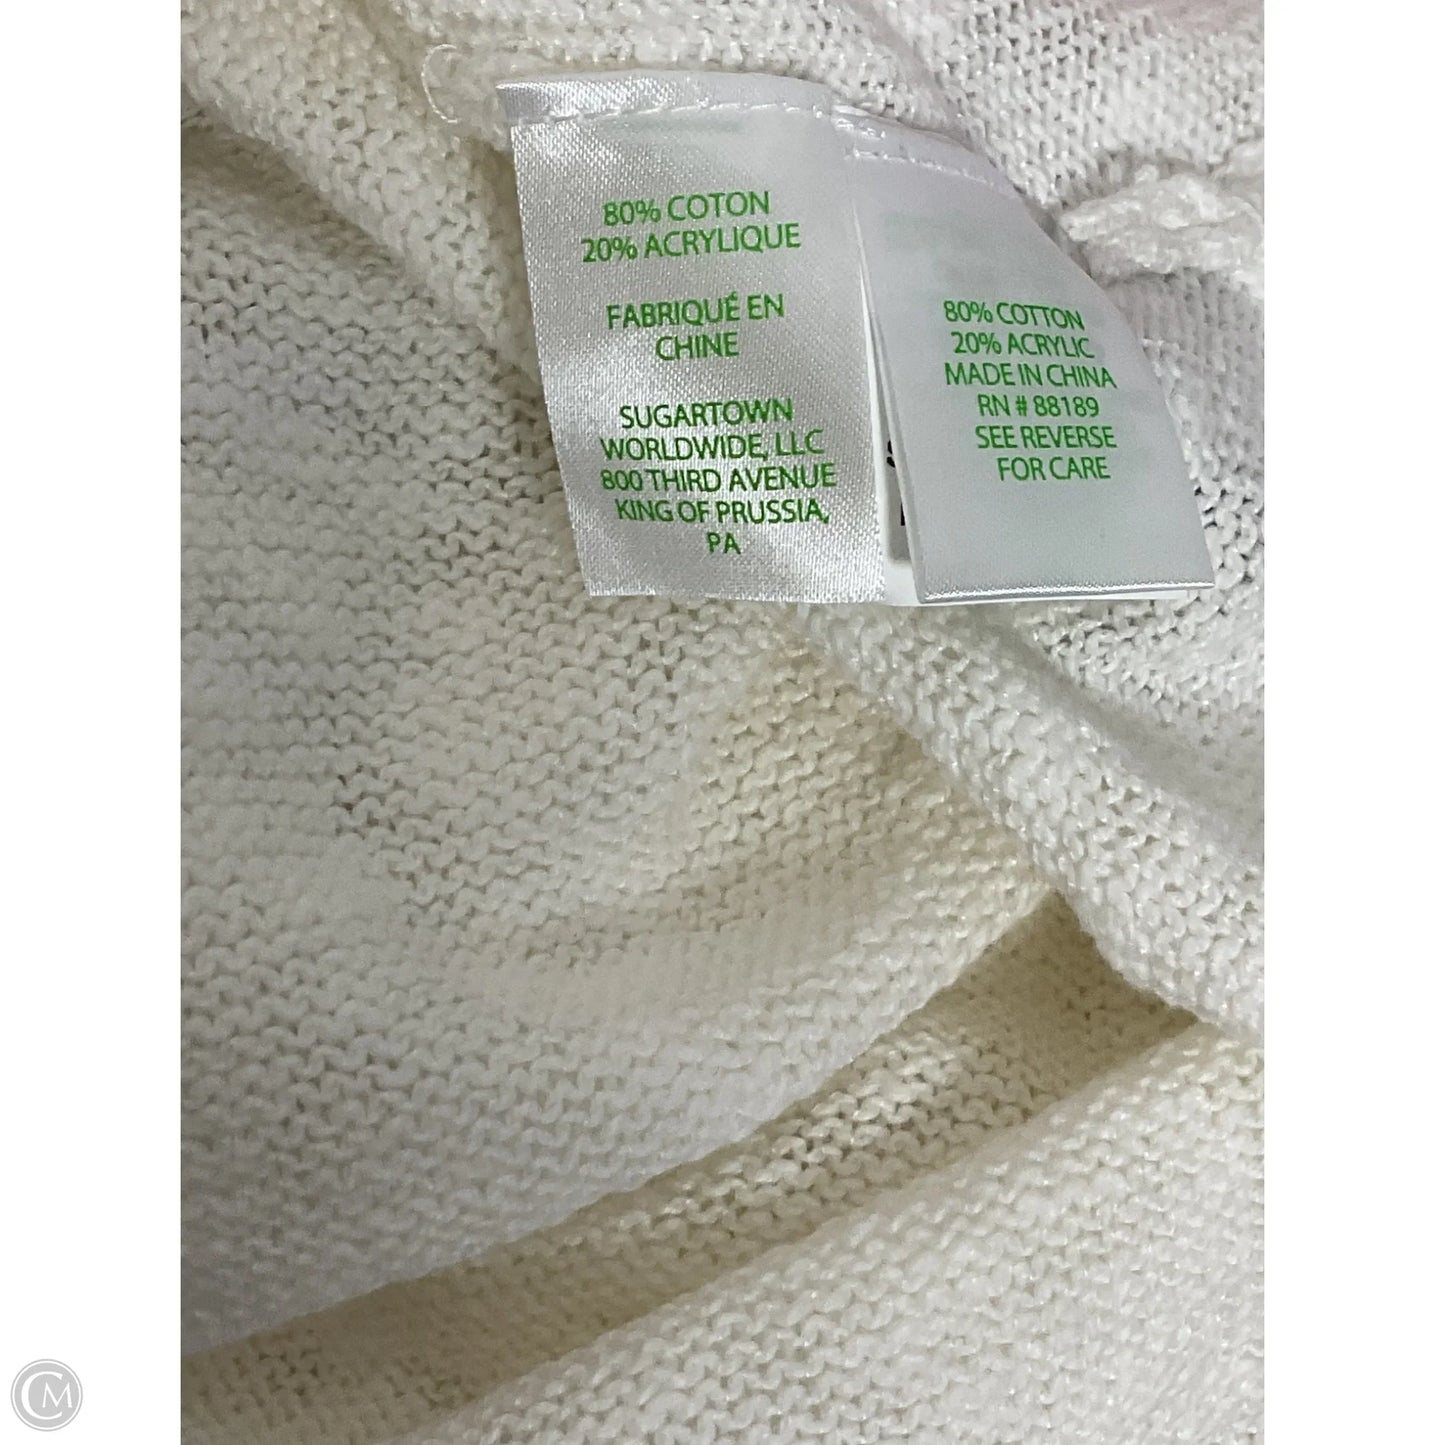 80% COTON
20% ACRYLIQUE
FABRIQUÉ EN
CHINE
SUGARTOWN
WORLDWIDE, LLC
800 THIRD AVENUE
KING OF PRUSSIA,
PA
80% COTTON
20% ACRYLIC
MADE IN CHINA
RN # 88189
SEE REVERSE
FOR CARE
CM